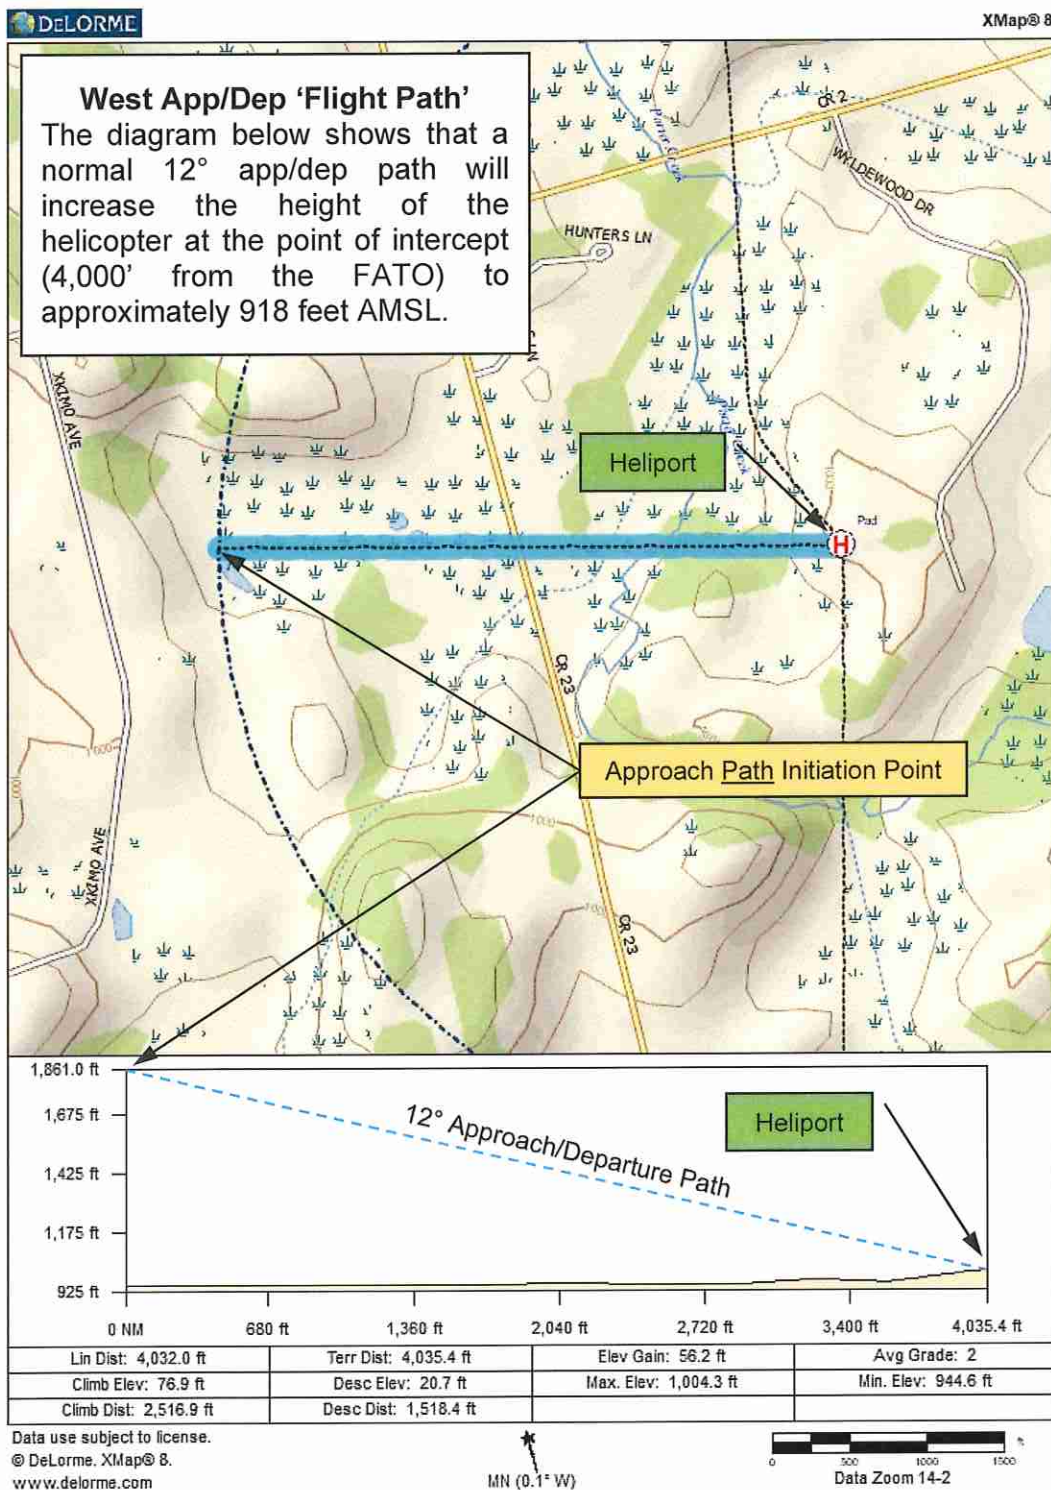 DELORME
XMap® 8
West App/Dep ‘Flight Path’
The diagram below shows that a
normal 12° app/dep path will
increase the height of the
helicopter at the point of intercept
(4,000’ from the FATO) to
approximately 918 feet AMSL.
CR 2
WYLDEWOOD DR
HUNTERS LN
LN
XKIMO AVE
Heliport
1000
Pad
H
CR 23
Approach Path Initiation Point
1000
1000
XKIMO AVE
1000
CR 23
1,861.0 ft
1,675 ft
1,425 ft
1,175 ft
925 ft
12° Approach/Departure Path
Heliport
0 NM 680 ft 1,360 ft 2,040 ft 2,720 ft 3,400 ft 4,035.4 ft
Lin Dist: 4,032.0 ft Terr Dist: 4,035.4 ft Elev Gain: 56.2 ft Avg Grade: 2
Climb Elev: 76.9 ft Desc Elev: 20.7 ft Max. Elev: 1,004.3 ft Min. Elev: 944.6 ft
Climb Dist: 2,516.9 ft Desc Dist: 1,518.4 ft
Data use subject to license.
© DeLorme. XMap® 8.
www.delorme.com
MN (0.1° W)
ft
0 500 1000 1500
Data Zoom 14-2